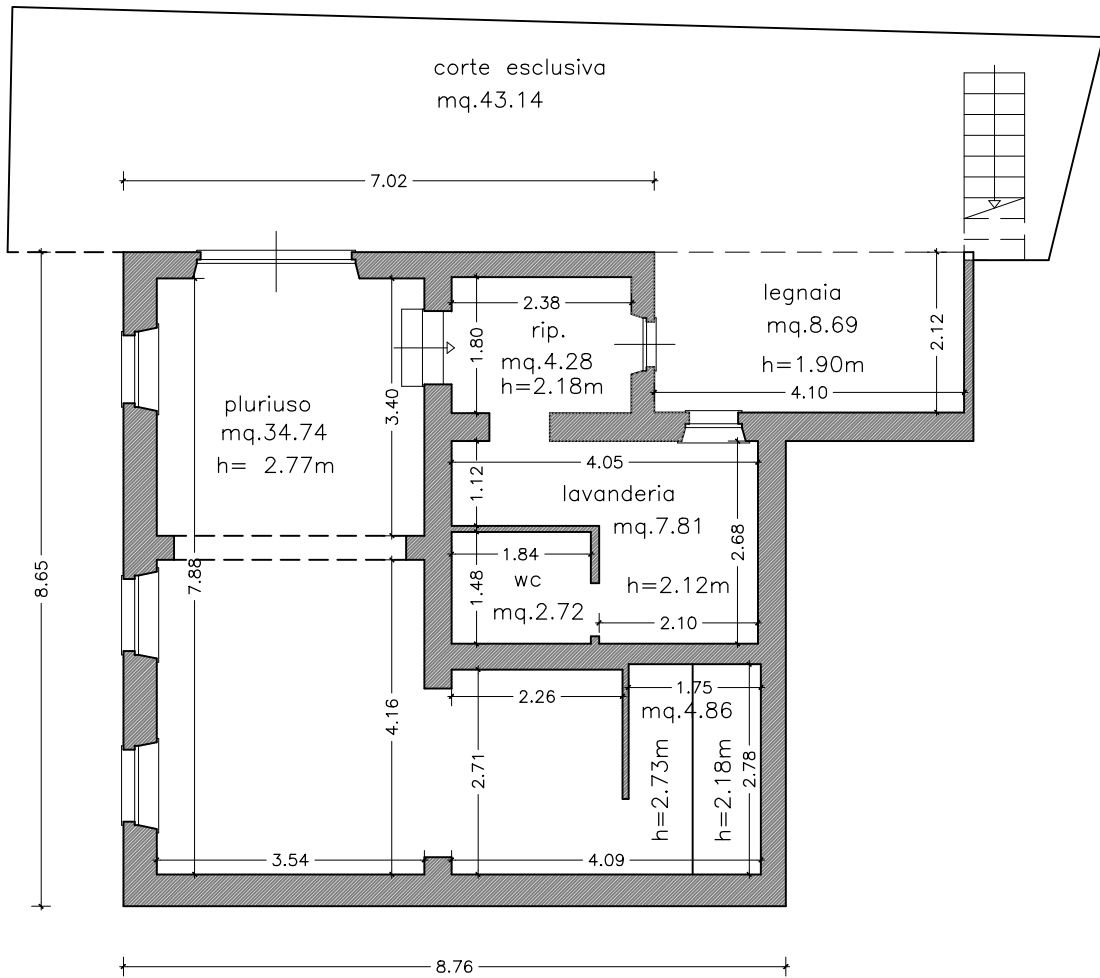 corte esclusiva
mq.43.14
7.02
2.38
rip.
mq.4.28
h=2.18m
1.80
legnaia
mq.8.69
h=1.90m
2.12
4.10
pluriuso
mq.34.74
h= 2.77m
3.40
4.05
1.12
lavanderia
mq.7.81
2.68
h=2.12m
1.84
wc
mq.2.72
1.48
2.10
8.65
7.88
4.16
2.26
2.71
1.75
mq.4.86
h=2.73m
h=2.18m
2.78
3.54
4.09
8.76